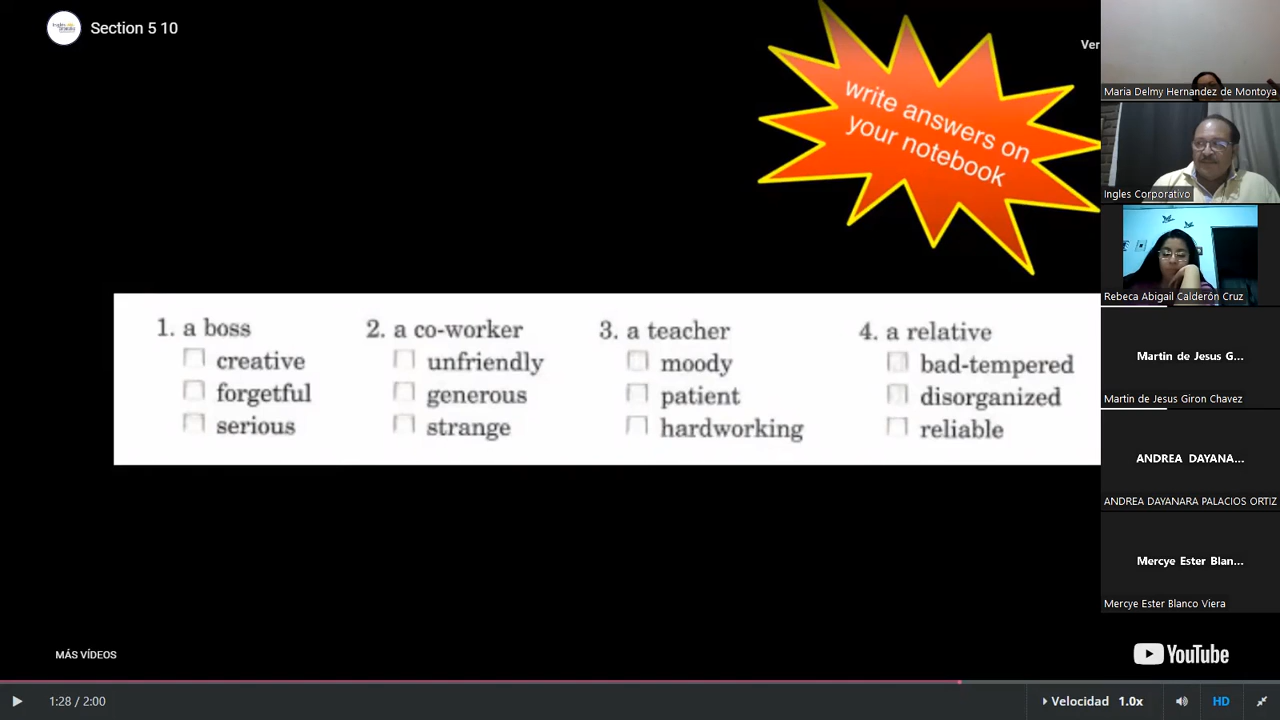 Section 5 10
Ver
write answers on
your notebook
1. a boss
creative
forgetful
serious
2. a co-worker
unfriendly
generous
strange
3. a teacher
moody
patient
hardworking
4. a relative
bad-tempered
disorganized
reliable
Maria Delmy Hernandez de Montoya
Ingles Corporativo
Rebeca Abigail Calderón Cruz
Martin de Jesus G...
Martin de Jesus Giron Chavez
ANDREA DAYANA...
ANDREA DAYANARA PALACIOS ORTIZ
Mercye Ester Blan...
Mercye Ester Blanco Viera
MÁS VÍDEOS
YouTube
1:28 / 2:00
Velocidad 1.0x
HD